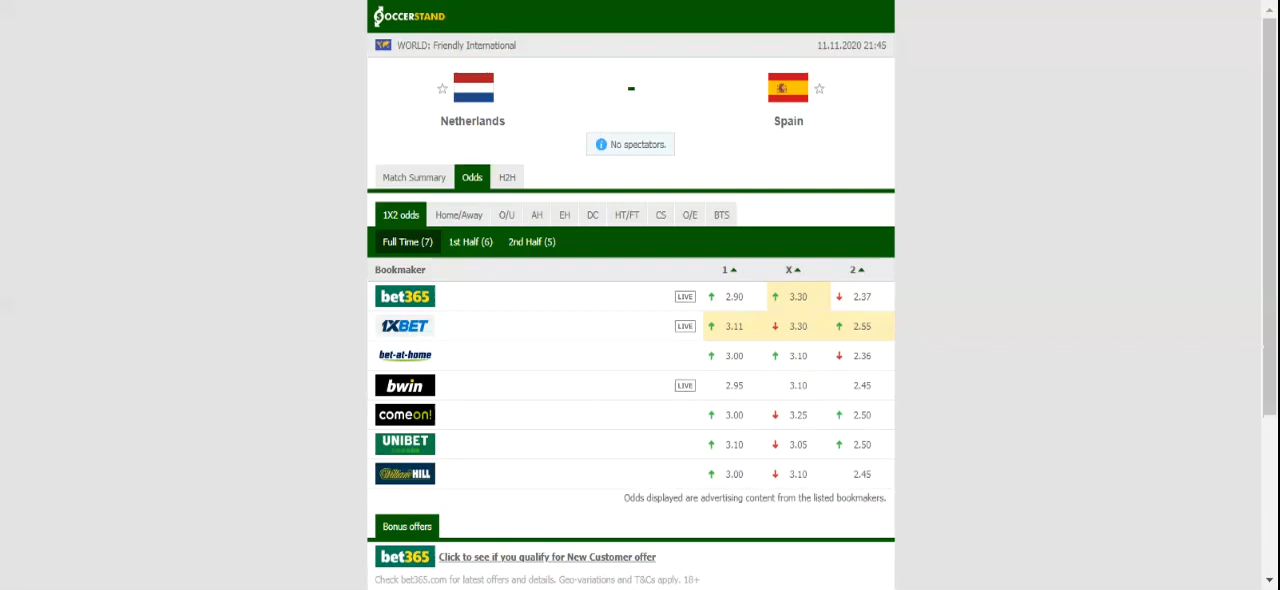 SOCCERSTAND
WORLD: Friendly International 11.11.2020 21:45
-
Netherlands Spain
No spectators.
Match Summary Odds H2H
1X2 odds Home/Away O/U AH EH DC HT/FT CS O/E BTS
Full Time (7) 1st Half (6) 2nd Half (5)
Bookmaker 1 X 2
bet365 LIVE 2.90 3.30 2.37
1XBET LIVE 3.11 3.30 2.55
bet-at-home 3.00 3.10 2.36
bwin LIVE 2.95 3.10 2.45
comeon! 3.00 3.25 2.50
UNIBET 3.10 3.05 2.50
William HILL 3.00 3.10 2.45
Odds displayed are advertising content from the listed bookmakers.
Bonus offers
bet365 Click to see if you qualify for New Customer offer
Check bet365.com for latest offers and details. Geo-variations and T&Cs apply. 18+